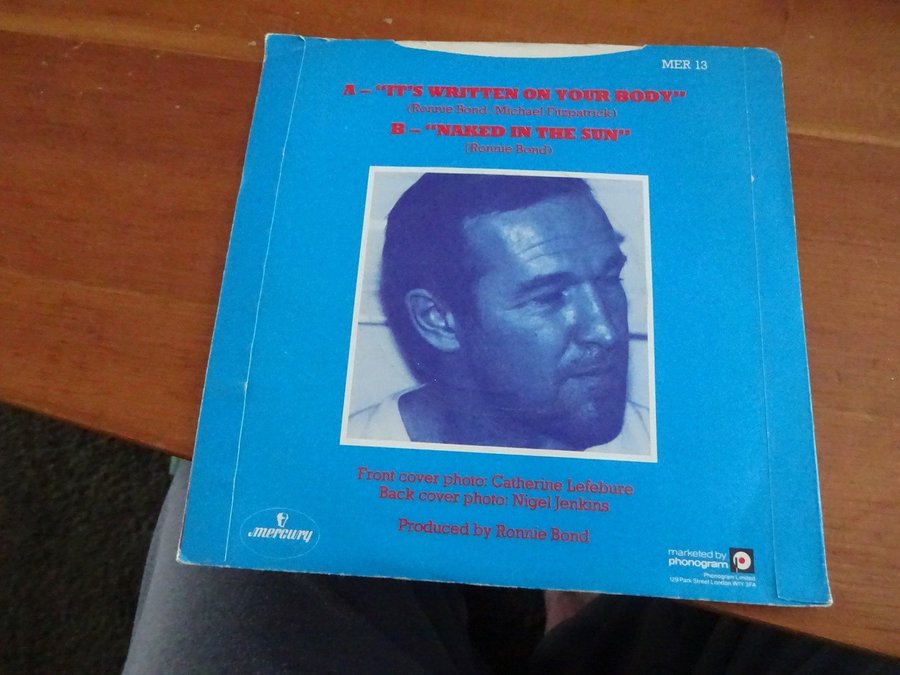 MER 13
A – "IT'S WRITTEN ON YOUR BODY"
(Ronnie Bond, Michael Fitzpatrick)
B – "NAKED IN THE SUN"
(Ronnie Bond)
Front cover photo: Catherine Lefebure
Back cover photo: Nigel Jenkins
Produced by Ronnie Bond
mercury
marketed by
phonogram
Phonogram Limited
129 Park Street London W1Y 3FA